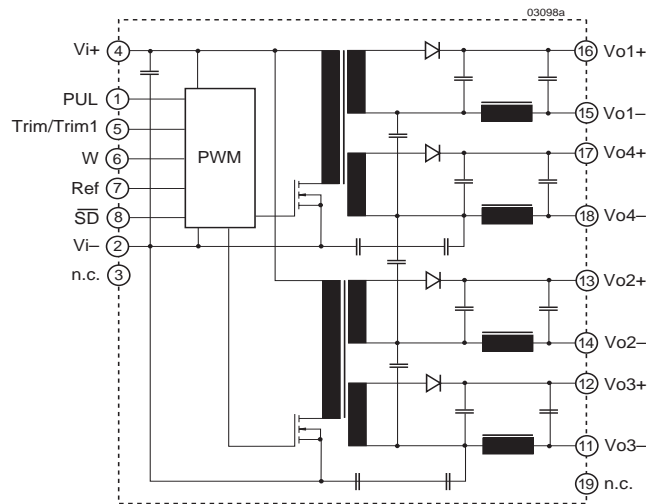 03098a
Vi+ 4
PUL 1
Trim/Trim1 5
W 6
Ref 7
SD 8
Vi– 2
n.c. 3
PWM
16 Vo1+
15 Vo1–
17 Vo4+
18 Vo4–
13 Vo2+
14 Vo2–
12 Vo3+
11 Vo3–
19 n.c.